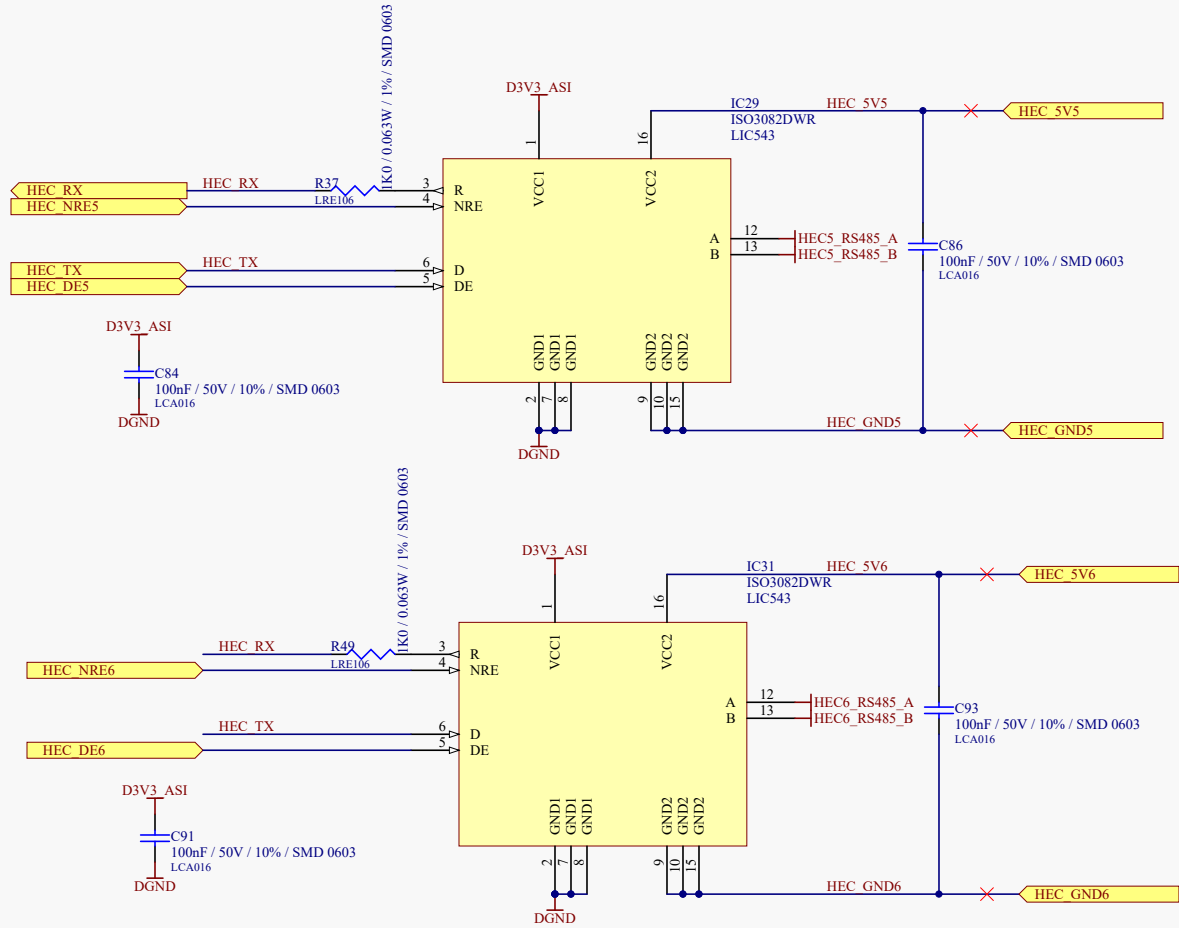 1K0 / 0.063W / 1% / SMD 0603
D3V3_ASI
IC29
HEC_5V5
HEC_5V5
ISO3082DWR
LIC543
1
16
VCC1
VCC2
HEC_RX
HEC_RX
R37
3
R
HEC_NRE5
LRE106
4
NRE
A
12
HEC5_RS485_A
B
13
HEC5_RS485_B
C86
100nF / 50V / 10% / SMD 0603
LCA016
HEC_TX
HEC_TX
6
D
HEC_DE5
5
DE
D3V3_ASI
C84
100nF / 50V / 10% / SMD 0603
LCA016
DGND
GND1
GND1
GND1
GND2
GND2
GND2
2
7
8
9
10
15
HEC_GND5
HEC_GND5
DGND
1K0 / 0.063W / 1% / SMD 0603
D3V3_ASI
IC31
HEC_5V6
HEC_5V6
ISO3082DWR
LIC543
1
16
VCC1
VCC2
HEC_RX
R49
3
R
HEC_NRE6
LRE106
4
NRE
A
12
HEC6_RS485_A
B
13
HEC6_RS485_B
C93
100nF / 50V / 10% / SMD 0603
LCA016
HEC_TX
6
D
HEC_DE6
5
DE
D3V3_ASI
C91
100nF / 50V / 10% / SMD 0603
LCA016
DGND
GND1
GND1
GND1
GND2
GND2
GND2
2
7
8
9
10
15
HEC_GND6
HEC_GND6
DGND